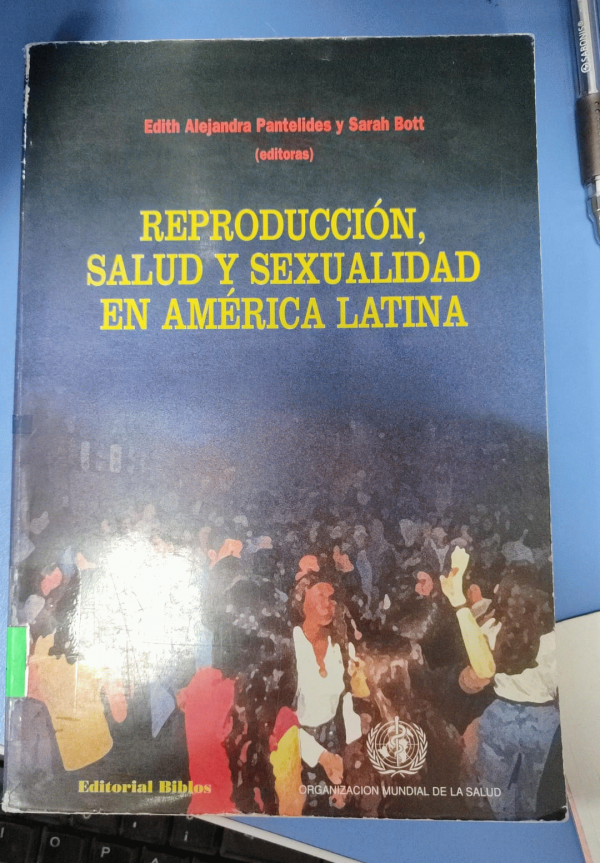 Edith Alejandra Pantelides y Sarah Bott
(editoras)
REPRODUCCIÓN,
SALUD Y SEXUALIDAD
EN AMÉRICA LATINA
Editorial Biblos
ORGANIZACION MUNDIAL DE LA SALUD
O
P
A